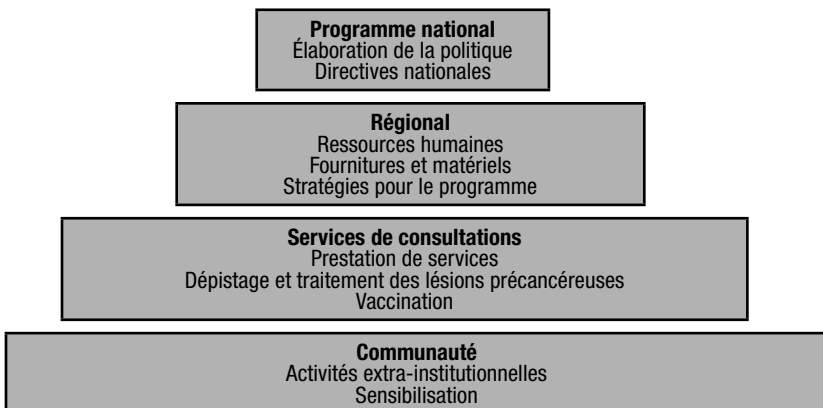 Programme national
Élaboration de la politique
Directives nationales
Régional
Ressources humaines
Fournitures et matériels
Stratégies pour le programme
Services de consultations
Prestation de services
Dépistage et traitement des lésions précancéreuses
Vaccination
Communauté
Activités extra-institutionnelles
Sensibilisation